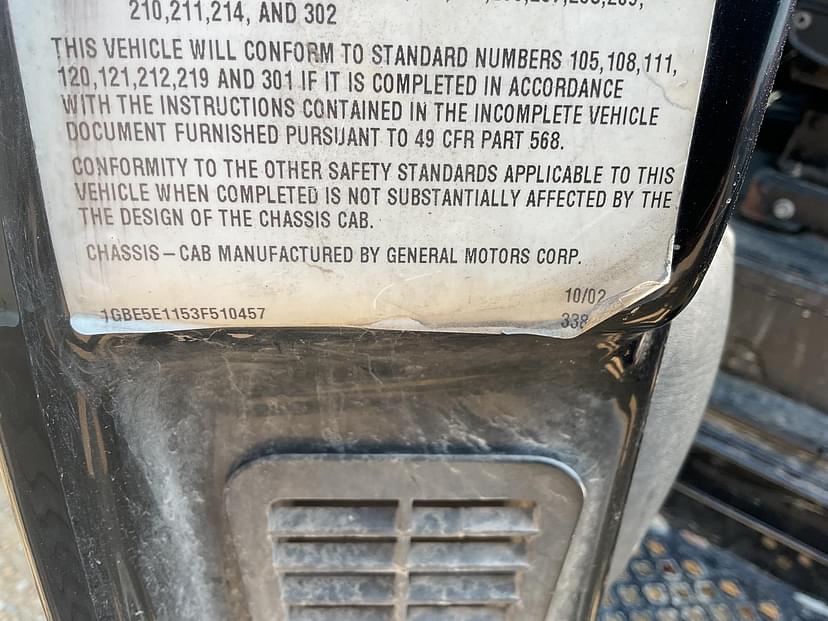 210,211,214, AND 302
THIS VEHICLE WILL CONFORM TO STANDARD NUMBERS 105,108,111,
120,121,212,219 AND 301 IF IT IS COMPLETED IN ACCORDANCE
WITH THE INSTRUCTIONS CONTAINED IN THE INCOMPLETE VEHICLE
DOCUMENT FURNISHED PURSUANT TO 49 CFR PART 568.
CONFORMITY TO THE OTHER SAFETY STANDARDS APPLICABLE TO THIS
VEHICLE WHEN COMPLETED IS NOT SUBSTANTIALLY AFFECTED BY THE
THE DESIGN OF THE CHASSIS CAB.
CHASSIS – CAB MANUFACTURED BY GENERAL MOTORS CORP.
10/02
1GBE5E1153F510457
338